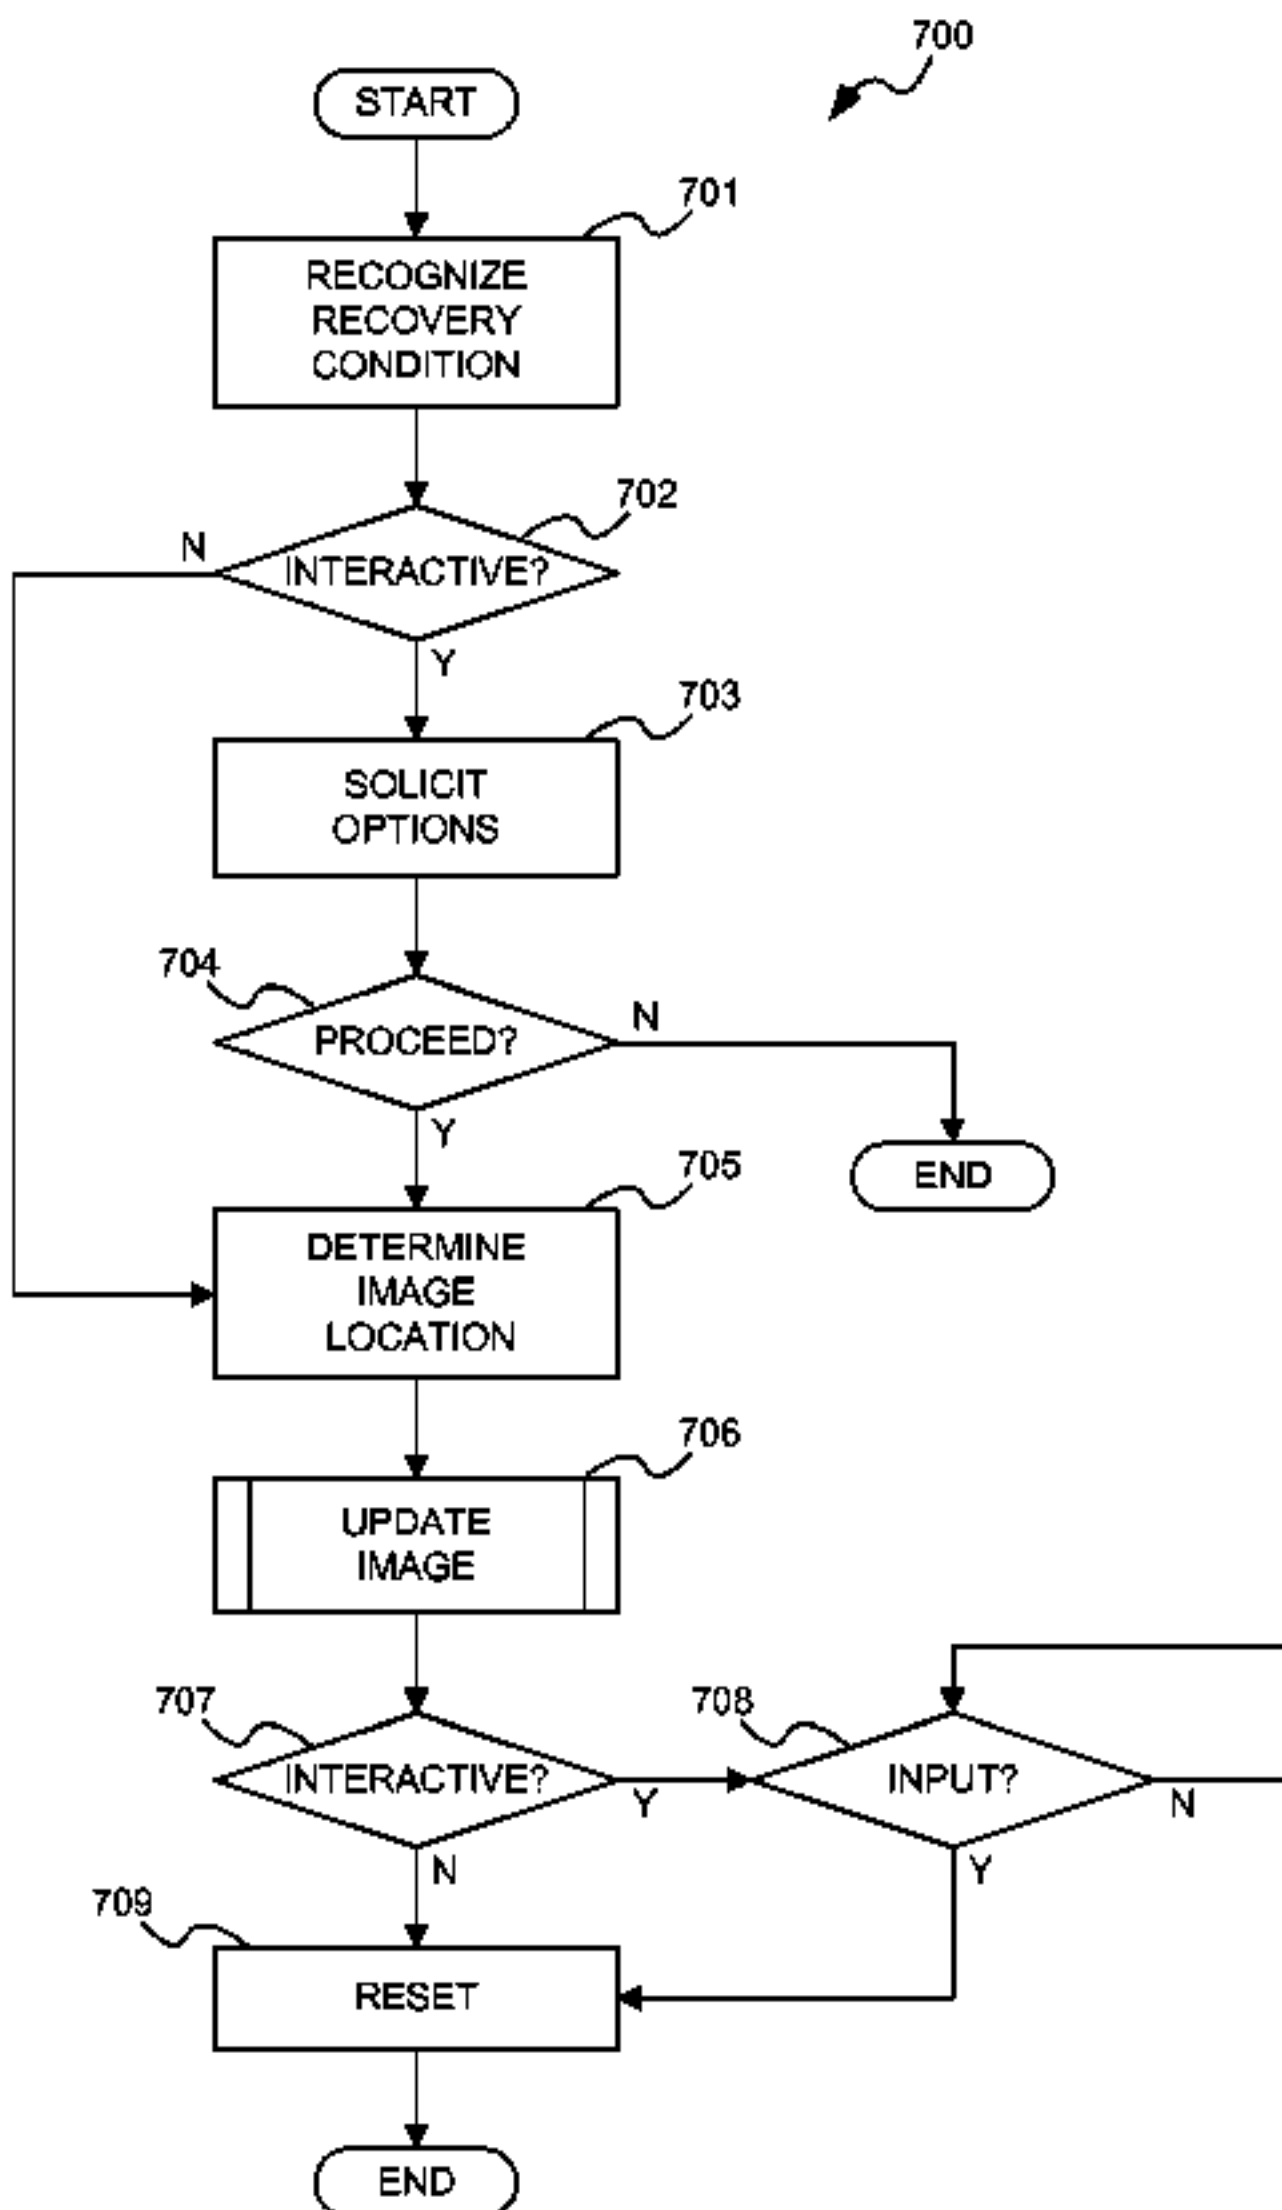 700
START
701
RECOGNIZE
RECOVERY
CONDITION
702
N
INTERACTIVE?
Y
703
SOLICIT
OPTIONS
704
PROCEED?
N
Y
END
705
DETERMINE
IMAGE
LOCATION
706
UPDATE
IMAGE
707
INTERACTIVE?
Y
N
708
INPUT?
N
Y
709
RESET
END